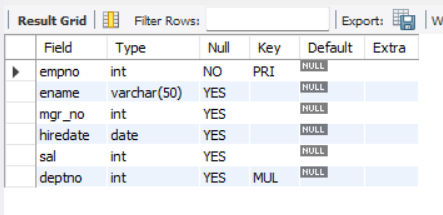 Result Grid Filter Rows: Export: W
Field Type Null Key Default Extra
empno int NO PRI NULL
ename varchar(50) YES NULL
mgr_no int YES NULL
hiredate date YES NULL
sal int YES NULL
deptno int YES MUL NULL